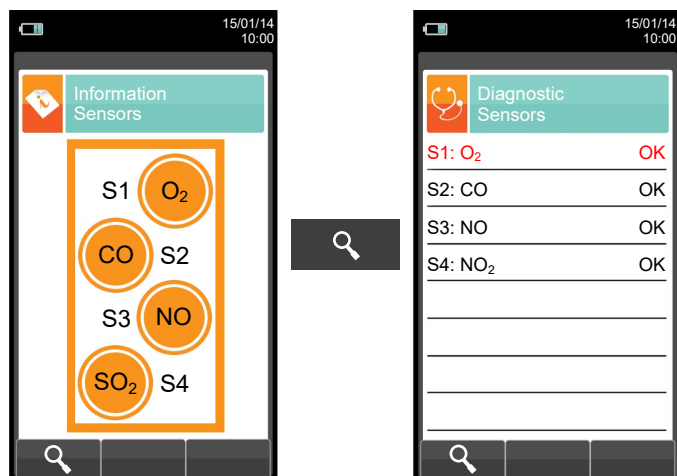 15/01/14
10:00
Information
Sensors
S1 O₂
CO S2
S3 NO
SO₂ S4
15/01/14
10:00
Diagnostic
Sensors
S1: O₂ OK
S2: CO OK
S3: NO OK
S4: NO₂ OK